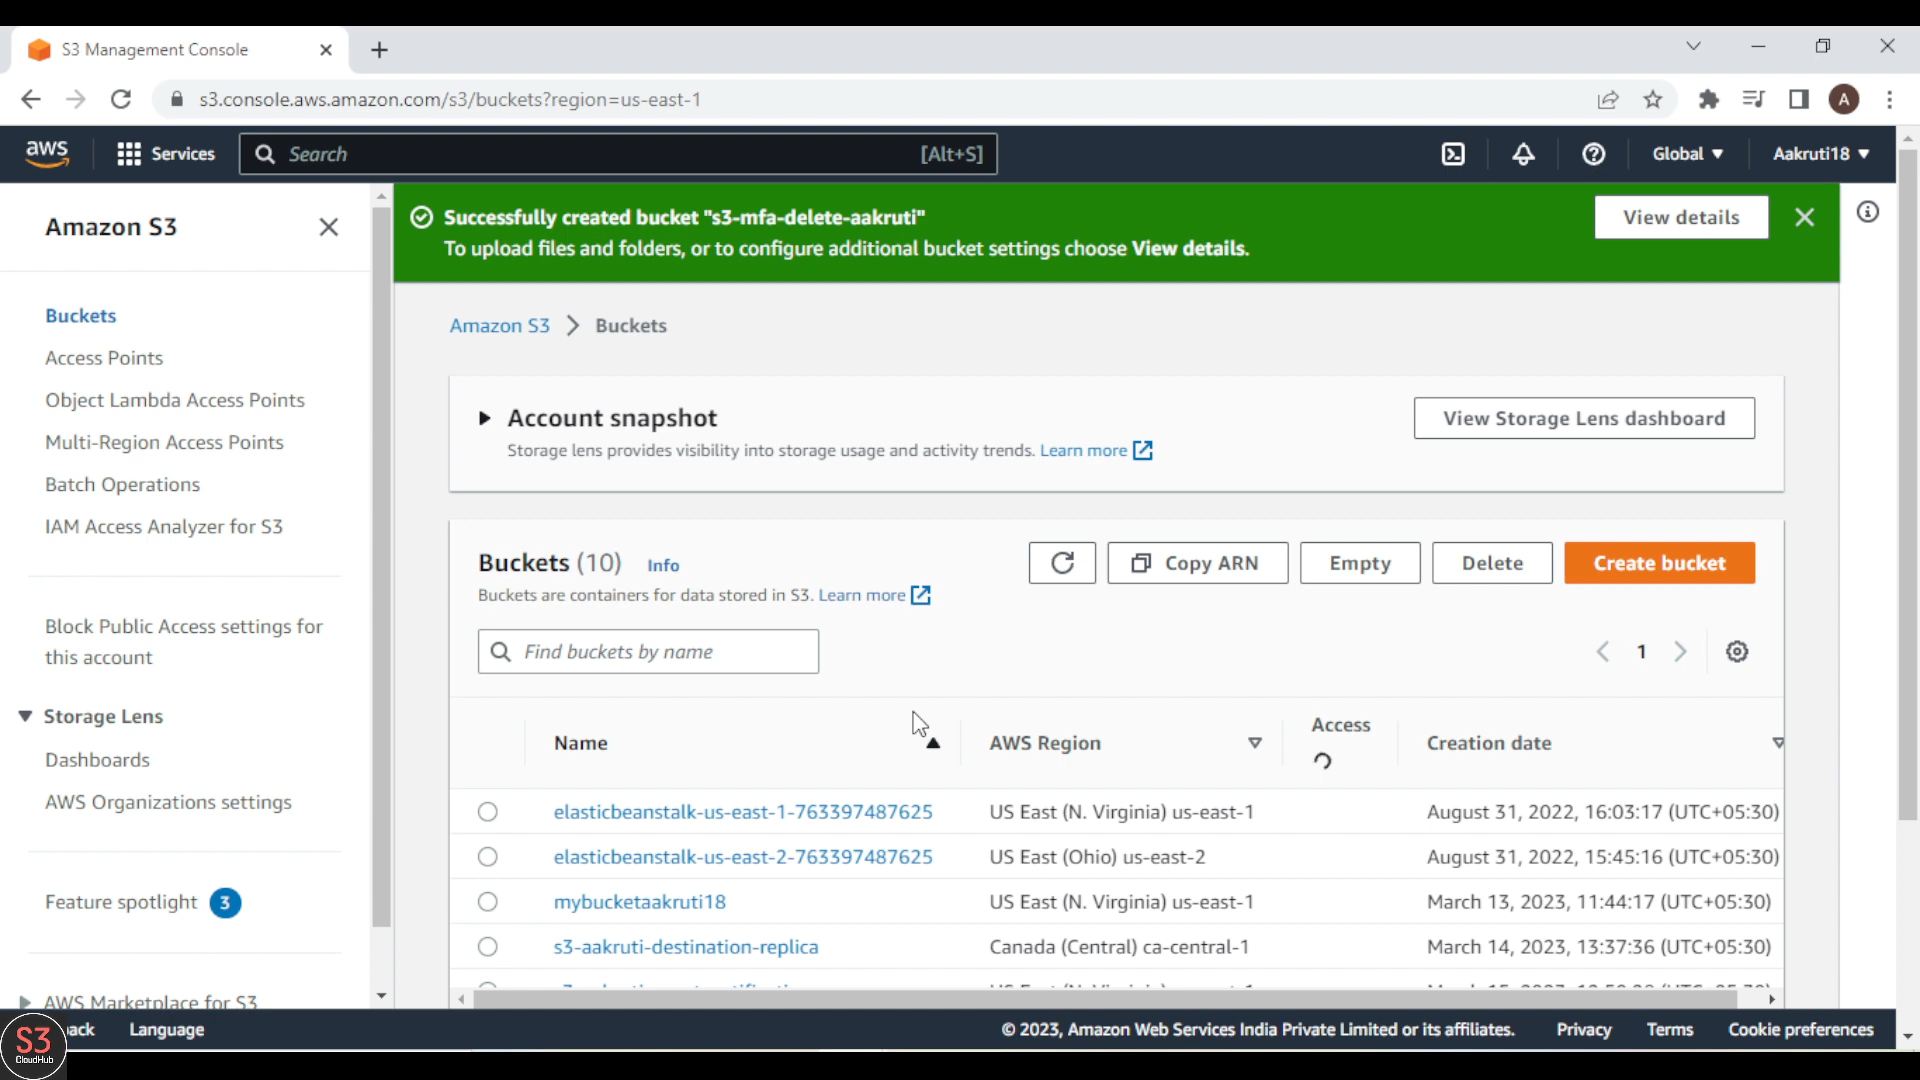 S3 Management Console
s3.console.aws.amazon.com/s3/buckets?region=us-east-1
A
aws
Services
Search
[Alt+S]
Global
Aakruti18
Amazon S3
Buckets
Access Points
Object Lambda Access Points
Multi-Region Access Points
Batch Operations
IAM Access Analyzer for S3
Block Public Access settings for
this account
Storage Lens
Dashboards
AWS Organizations settings
Feature spotlight 3
AWS Marketplace for S3
Successfully created bucket "s3-mfa-delete-aakruti"
To upload files and folders, or to configure additional bucket settings choose View details.
View details
Amazon S3 > Buckets
Account snapshot
Storage lens provides visibility into storage usage and activity trends. Learn more
View Storage Lens dashboard
Buckets (10) Info
Buckets are containers for data stored in S3. Learn more
Copy ARN
Empty
Delete
Create bucket
Find buckets by name
1
Name AWS Region Access Creation date
elasticbeanstalk-us-east-1-763397487625 US East (N. Virginia) us-east-1 August 31, 2022, 16:03:17 (UTC+05:30)
elasticbeanstalk-us-east-2-763397487625 US East (Ohio) us-east-2 August 31, 2022, 15:45:16 (UTC+05:30)
mybucketaakruti18 US East (N. Virginia) us-east-1 March 13, 2023, 11:44:17 (UTC+05:30)
s3-aakruti-destination-replica Canada (Central) ca-central-1 March 14, 2023, 13:37:36 (UTC+05:30)
Language
© 2023, Amazon Web Services India Private Limited or its affiliates. Privacy Terms Cookie preferences
S3
CloudHub